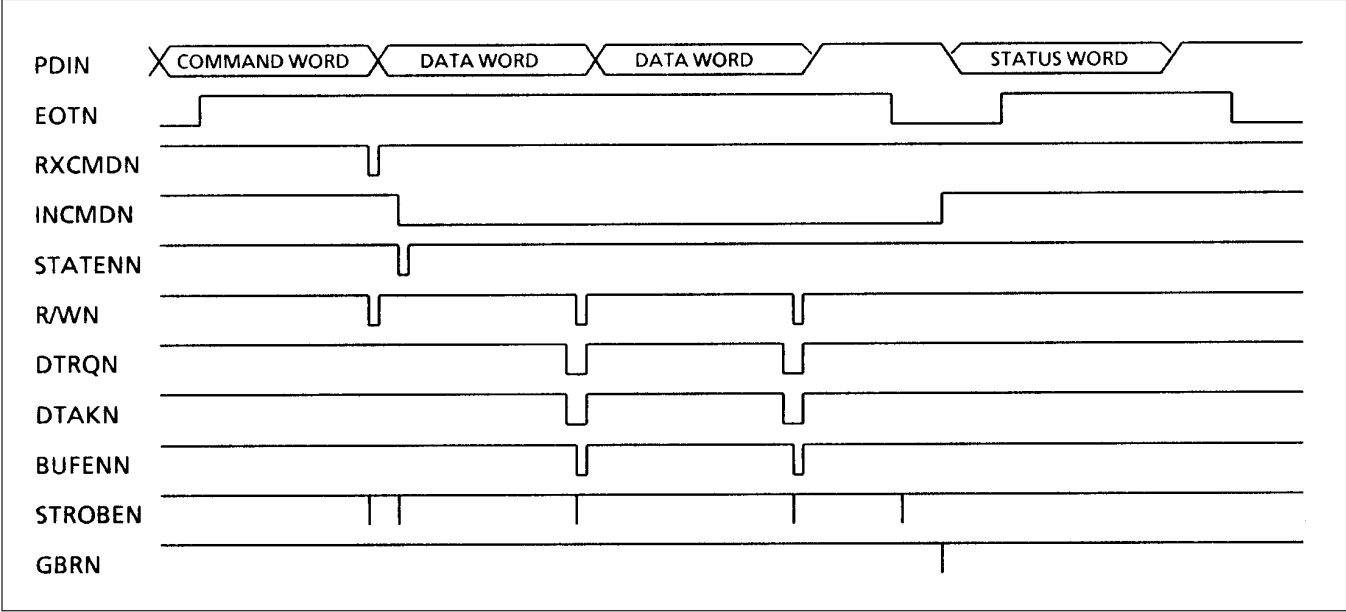 PDIN COMMAND WORD DATA WORD DATA WORD STATUS WORD
EOTN
RXCMDN
INCMDN
STATENN
R/WN
DTRQN
DTAKN
BUFENN
STROBEN
GBRN